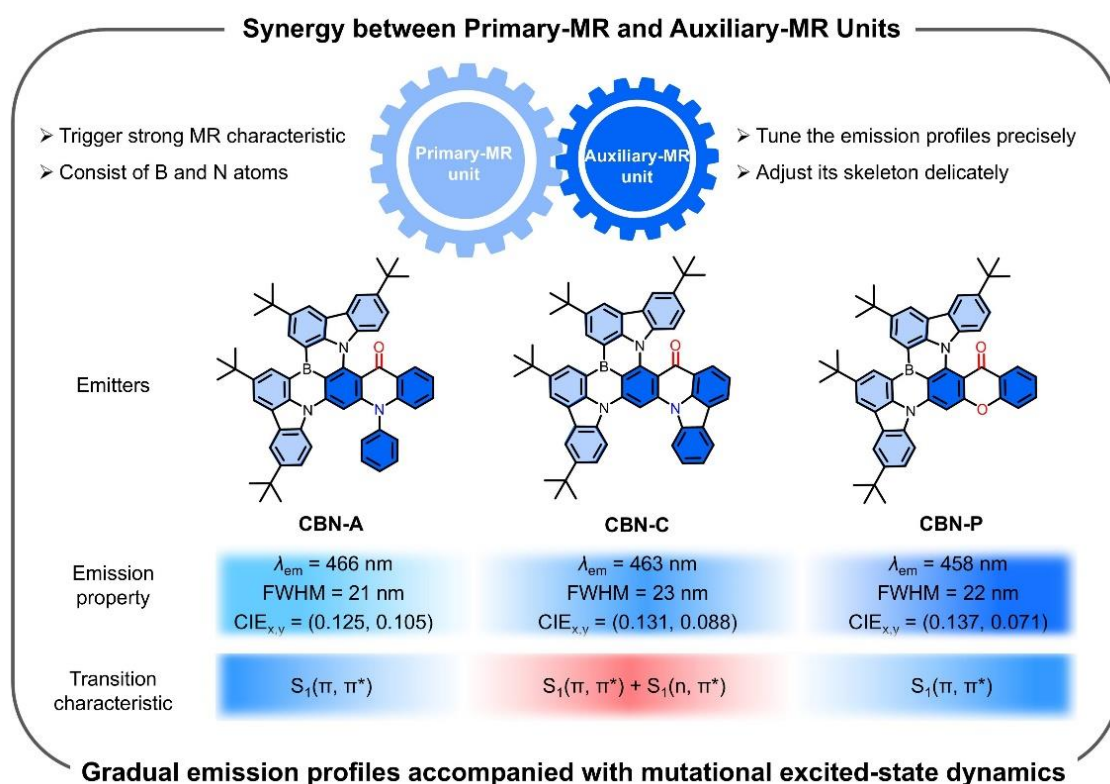 Synergy between Primary-MR and Auxiliary-MR Units
➢ Trigger strong MR characteristic
➢ Consist of B and N atoms
Primary-MR
unit
Auxiliary-MR
unit
➢ Tune the emission profiles precisely
➢ Adjust its skeleton delicately
Emitters
N
B
O
N
N
N
B
O
N
N
N
B
O
N
O
CBN-A
CBN-C
CBN-P
Emission
property
λem = 466 nm
FWHM = 21 nm
CIEx,y = (0.125, 0.105)
λem = 463 nm
FWHM = 23 nm
CIEx,y = (0.131, 0.088)
λem = 458 nm
FWHM = 22 nm
CIEx,y = (0.137, 0.071)
Transition
characteristic
S1(π, π*)
S1(π, π*) + S1(n, π*)
S1(π, π*)
Gradual emission profiles accompanied with mutational excited-state dynamics